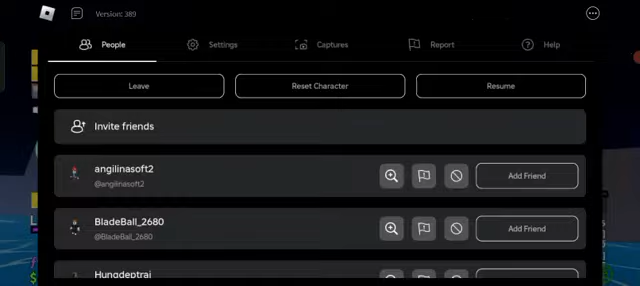 Version: 389
People
Settings
Captures
Report
Help
Leave
Reset Character
Resume
Invite friends
angilinasoft2
@angilinasoft2
Add Friend
BladeBall_2680
@BladeBall_2680
Add Friend
Hungdeptrai